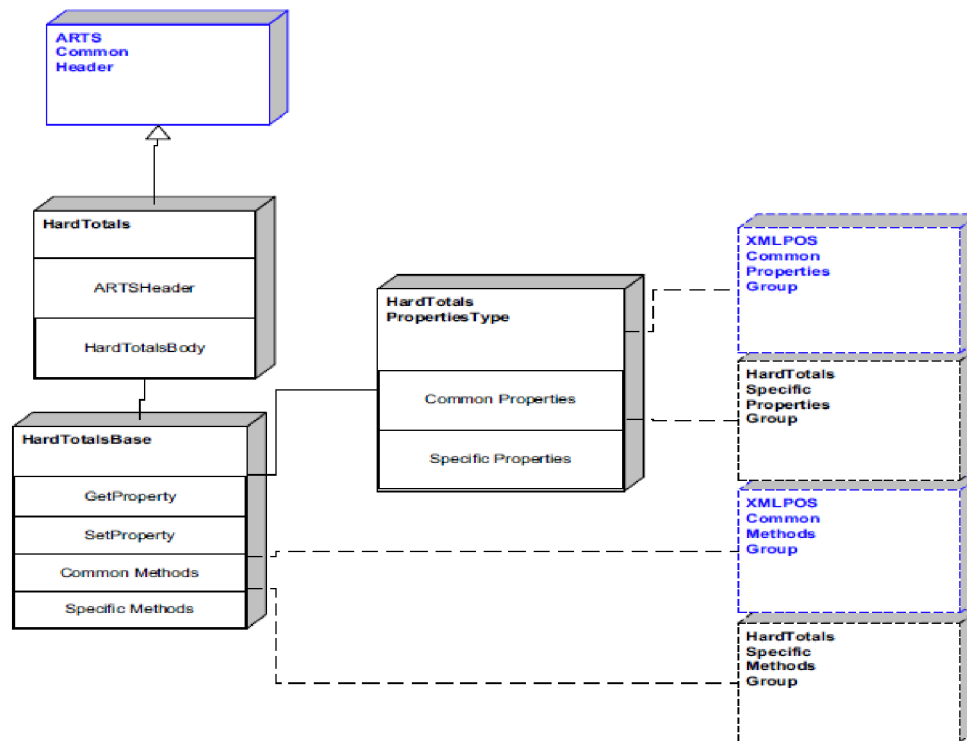 ARTS
Common
Header
HardTotals
ARTSHeader
HardTotalsBody
HardTotalsBase
GetProperty
SetProperty
Common Methods
Specific Methods
HardTotals
PropertiesType
Common Properties
Specific Properties
XMLPOS
Common
Properties
Group
HardTotals
Specific
Properties
Group
XMLPOS
Common
Methods
Group
HardTotals
Specific
Methods
Group